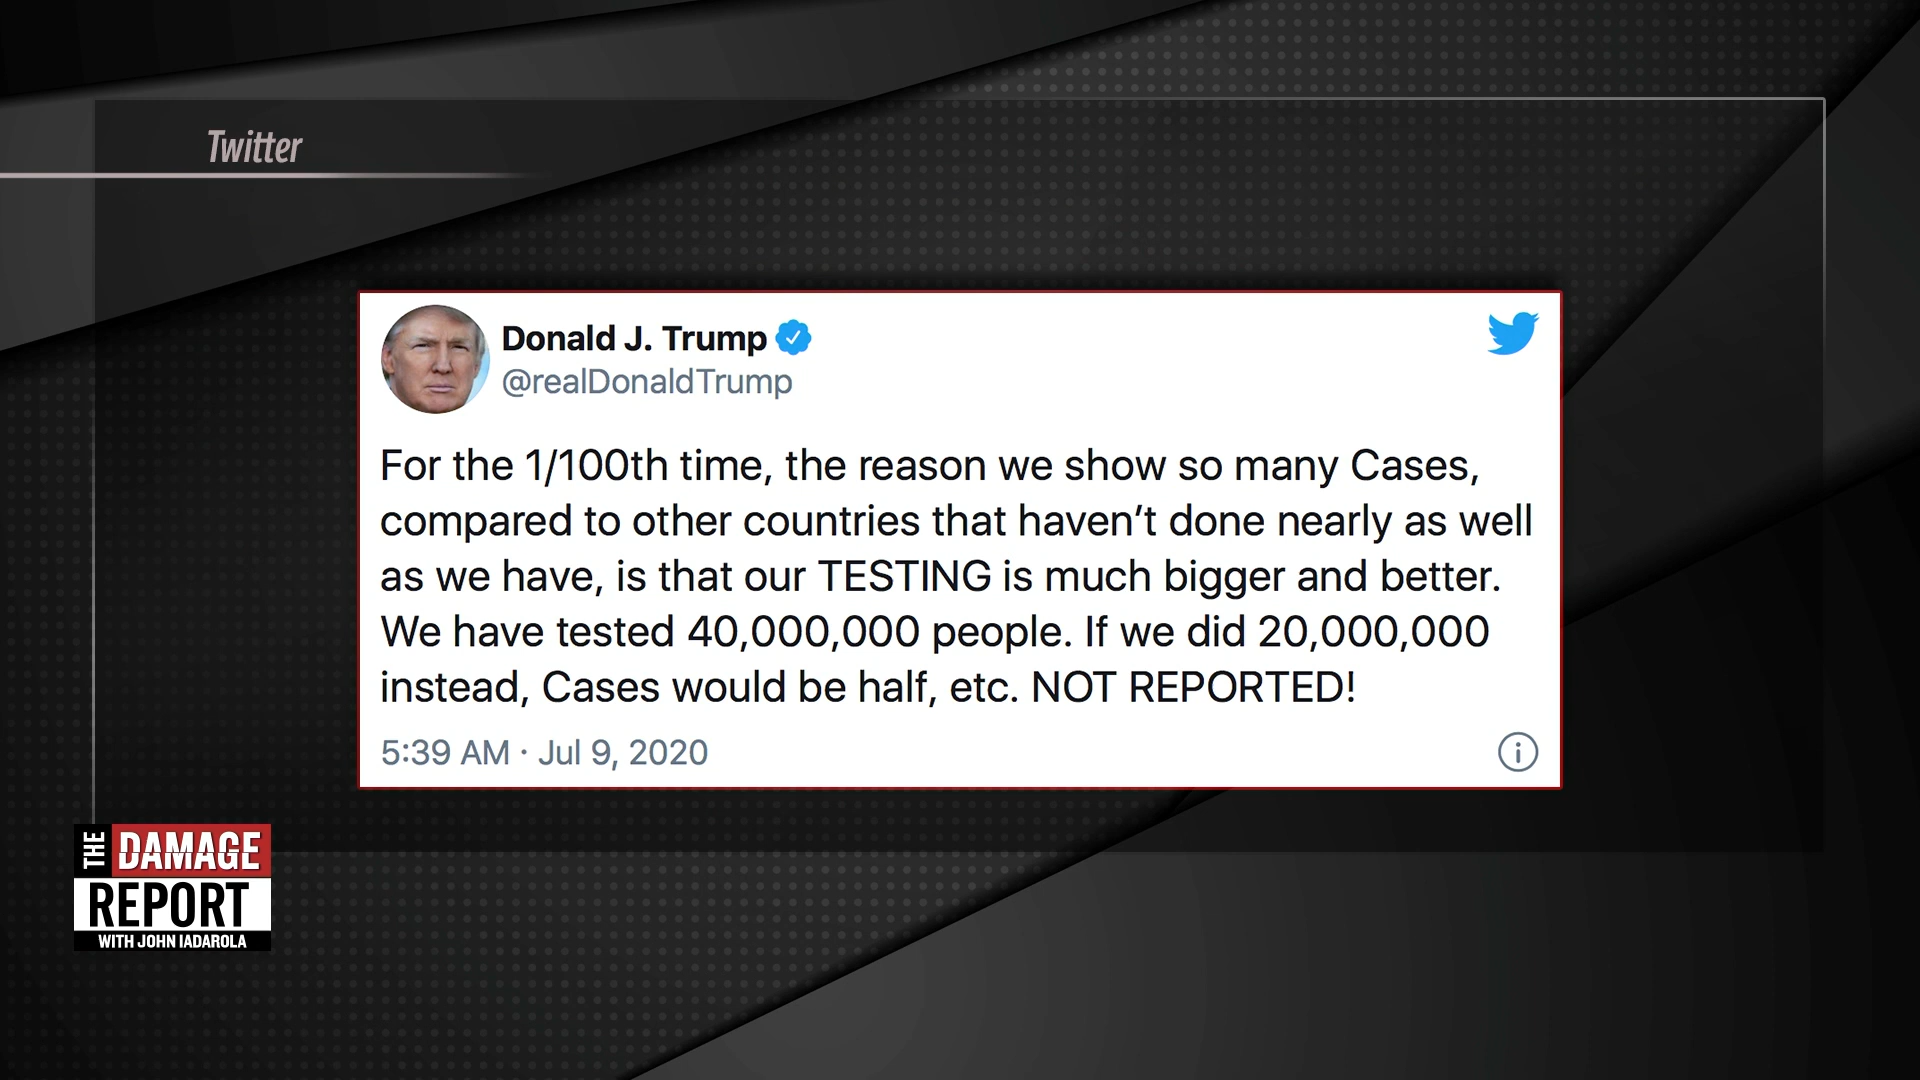 Twitter
Donald J. Trump
@realDonaldTrump
For the 1/100th time, the reason we show so many Cases,
compared to other countries that haven’t done nearly as well
as we have, is that our TESTING is much bigger and better.
We have tested 40,000,000 people. If we did 20,000,000
instead, Cases would be half, etc. NOT REPORTED!
5:39 AM · Jul 9, 2020
THE DAMAGE
REPORT
WITH JOHN IADAROLA